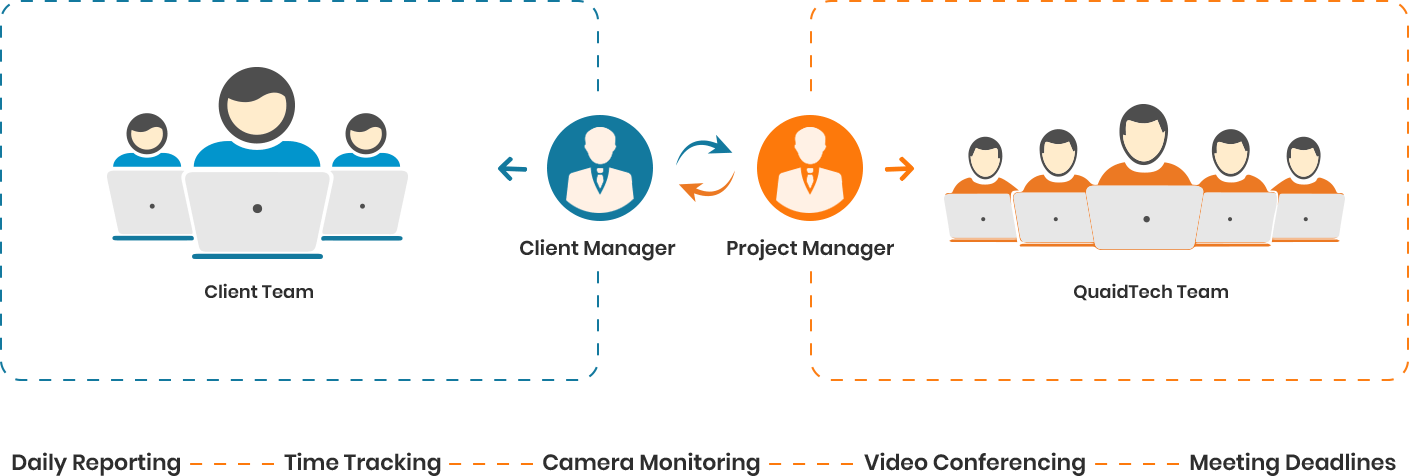 Client Manager
Project Manager
Client Team
QuaidTech Team
Daily Reporting
Time Tracking
Camera Monitoring
Video Conferencing
Meeting Deadlines